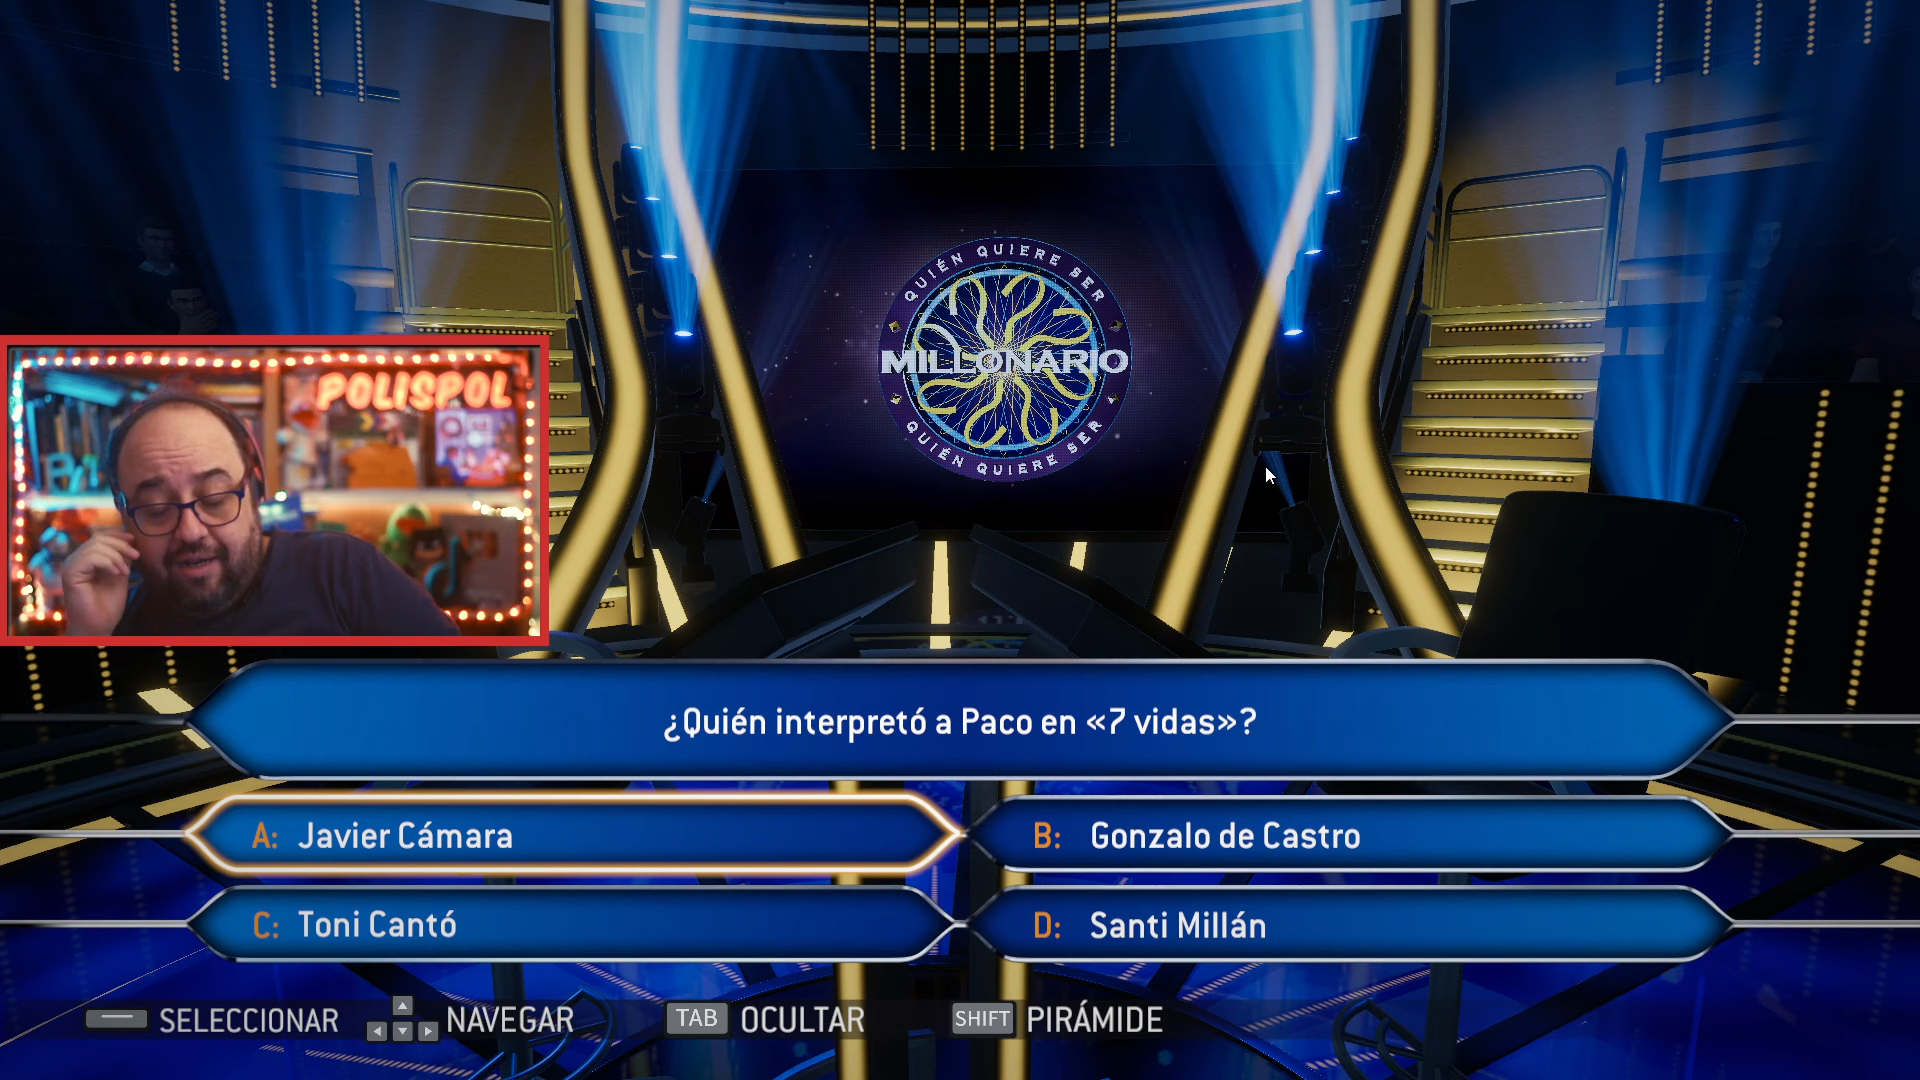 QUIÉN QUIERE SER
MILLONARIO
QUIÉN QUIERE SER
POLISPOL
¿Quién interpretó a Paco en «7 vidas»?
A: Javier Cámara
B: Gonzalo de Castro
C: Toni Cantó
D: Santi Millán
SELECCIONAR
NAVEGAR
TAB OCULTAR
SHIFT PIRÁMIDE